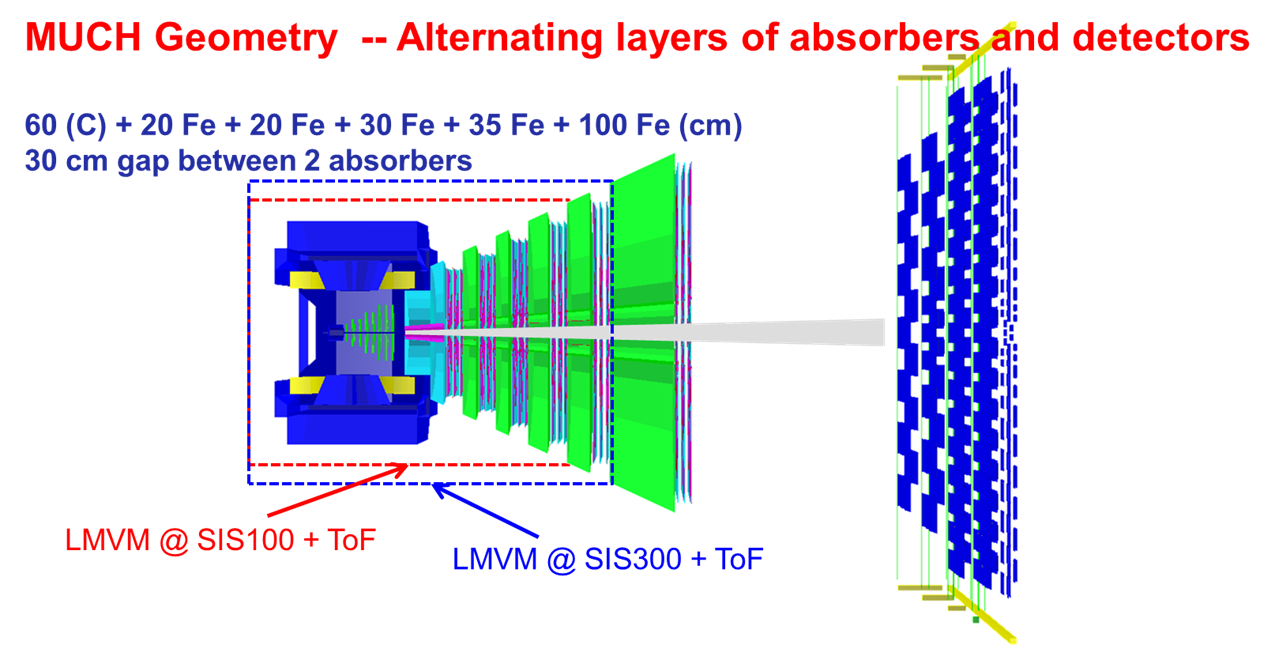 MUCH Geometry -- Alternating layers of absorbers and detectors
60 (C) + 20 Fe + 20 Fe + 30 Fe + 35 Fe + 100 Fe (cm)
30 cm gap between 2 absorbers
LMVM @ SIS100 + ToF
LMVM @ SIS300 + ToF